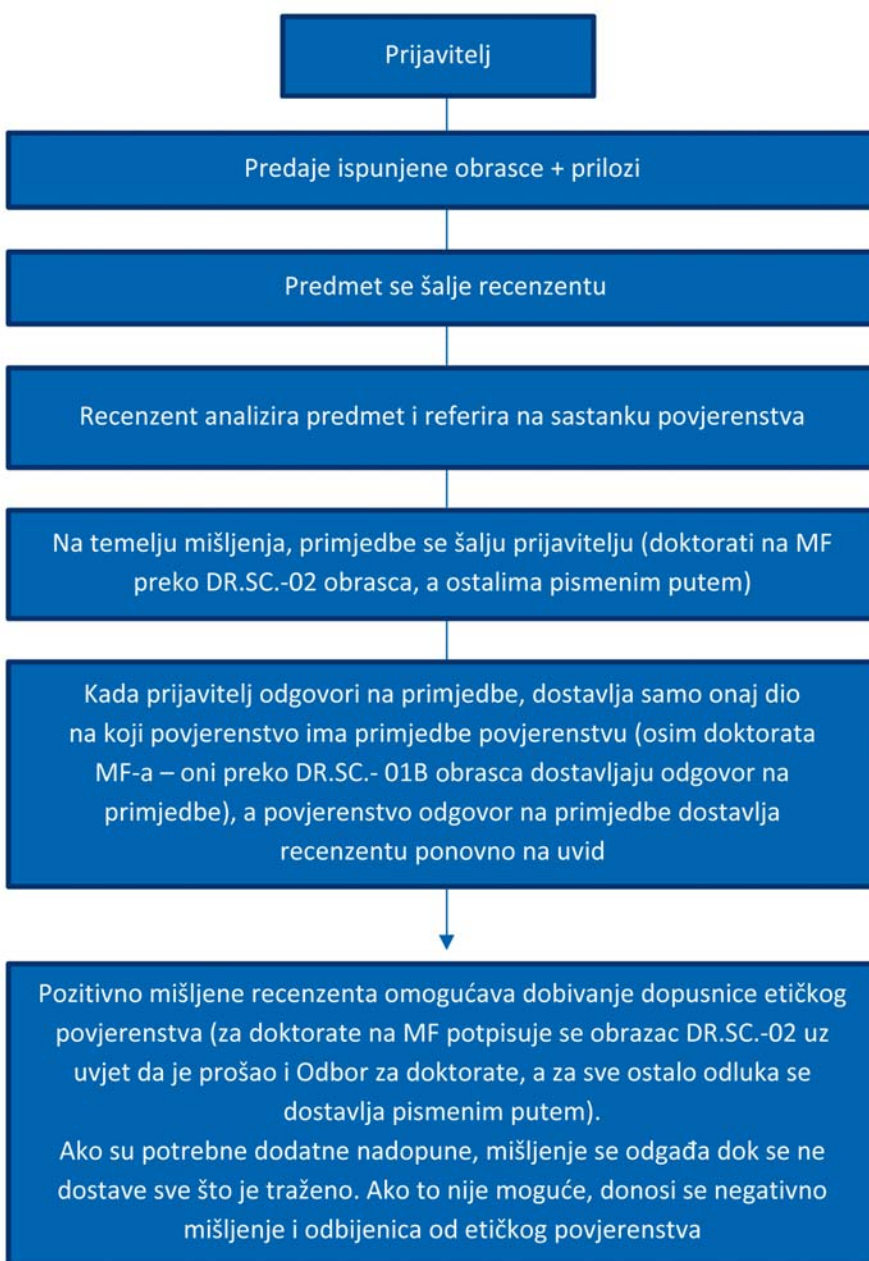 Prijavitelj
Predaje ispunjene obrasce + prilozi
Predmet se šalje recenzentu
Recenzent analizira predmet i referira na sastanku povjerenstva
Na temelju mišljenja, primjedbe se šalju prijavitelju (doktorati na MF
preko DR.SC.-02 obrasca, a ostalima pismenim putem)
Kada prijavitelj odgovori na primjedbe, dostavlja samo onaj dio
na koji povjerenstvo ima primjedbe povjerenstvu (osim doktorata
MF-a – oni preko DR.SC.- 01B obrasca dostavljaju odgovor na
primjedbe), a povjerenstvo odgovor na primjedbe dostavlja
recenzentu ponovno na uvid
Pozitivno mišljene recenzenta omogućava dobivanje dopusnice etičkog
povjerenstva (za doktorate na MF potpisuje se obrazac DR.SC.-02 uz
uvjet da je prošao i Odbor za doktorate, a za sve ostalo odluka se
dostavlja pismenim putem).
Ako su potrebne dodatne nadopune, mišljenje se odgađa dok se ne
dostave sve što je traženo. Ako to nije moguće, donosi se negativno
mišljenje i odbijenica od etičkog povjerenstva